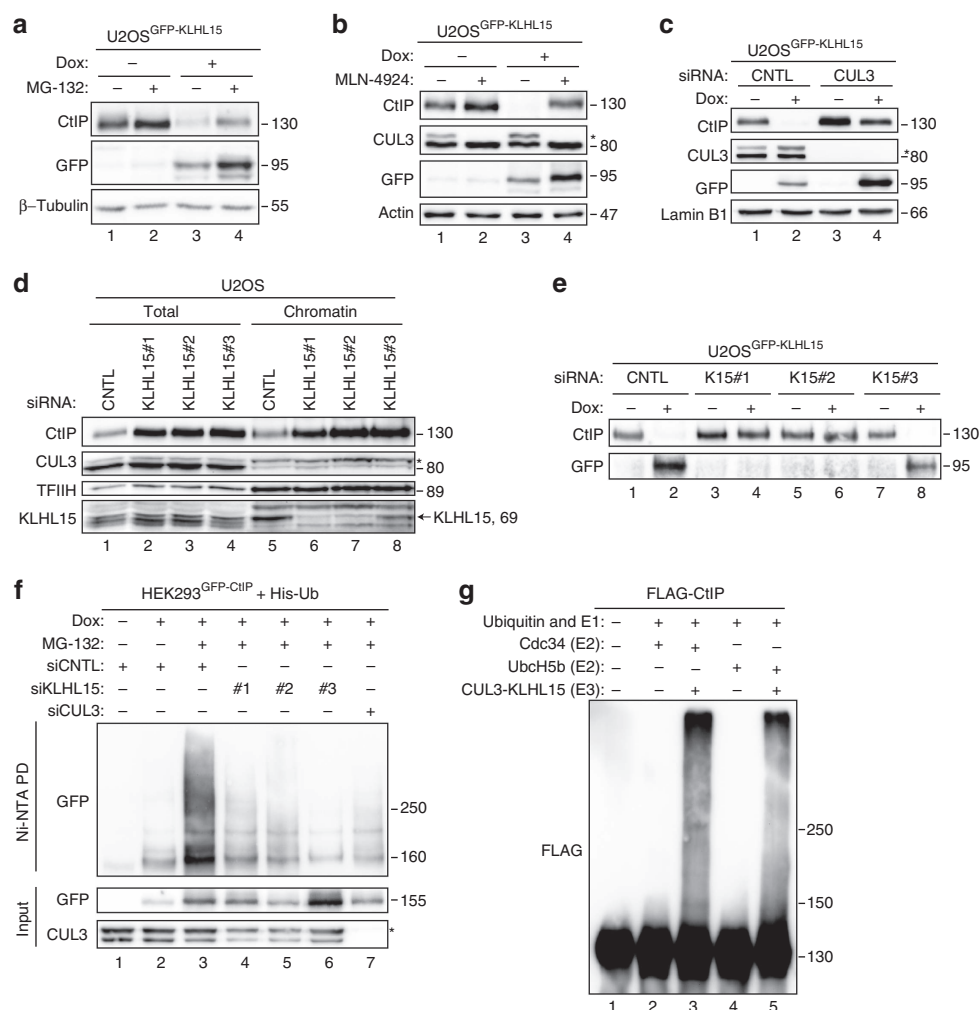 a
U2OS^GFP-KLHL15
Dox: – +
MG-132: – + – +
CtIP –130
GFP –95
β–Tubulin –55
1 2 3 4
b
U2OS^GFP-KLHL15
Dox: – +
MLN-4924: – + – +
CtIP –130
CUL3 * –80
GFP –95
Actin –47
1 2 3 4
c
U2OS^GFP-KLHL15
siRNA: CNTL CUL3
Dox: – + – +
CtIP –130
CUL3 * –80
GFP –95
Lamin B1 –66
1 2 3 4
d
U2OS
Total Chromatin
siRNA: CNTL KLHL15#1 KLHL15#2 KLHL15#3 CNTL KLHL15#1 KLHL15#2 KLHL15#3
CtIP –130
CUL3 * –80
TFIIH –89
KLHL15 ←KLHL15, 69
1 2 3 4 5 6 7 8
e
U2OS^GFP-KLHL15
siRNA: CNTL K15#1 K15#2 K15#3
Dox: – + – + – + – +
CtIP –130
GFP –95
1 2 3 4 5 6 7 8
f
HEK293^GFP-CtIP + His-Ub
Dox: – + + + + + +
MG-132: – – + + + + +
siCNTL: + + + – – – –
siKLHL15: – – – #1 #2 #3 –
siCUL3: – – – – – – +
Ni-NTA PD
GFP
–250
–160
Input
GFP –155
CUL3 *
1 2 3 4 5 6 7
g
FLAG-CtIP
Ubiquitin and E1: – + + + +
Cdc34 (E2): – + + – –
UbcH5b (E2): – – – + +
CUL3-KLHL15 (E3): – – + – +
FLAG
–250
–150
–130
1 2 3 4 5